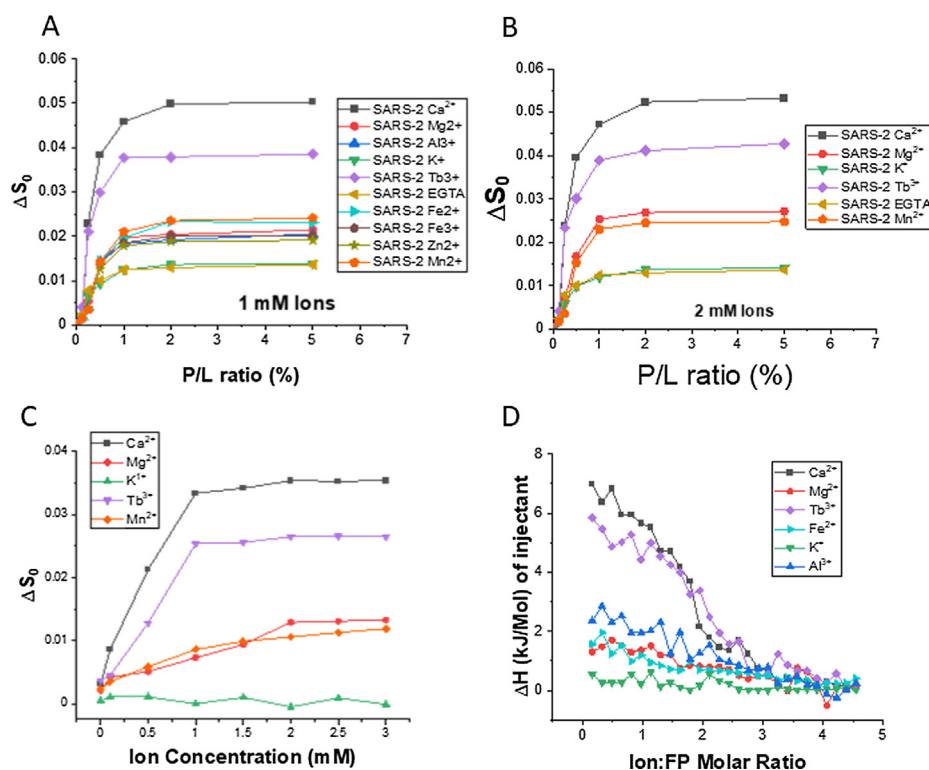 A
ΔS₀
0.06
0.05
0.04
0.03
0.02
0.01
0
0 1 2 3 4 5 6 7
P/L ratio (%)
1 mM Ions
SARS-2 Ca²⁺
SARS-2 Mg2+
SARS-2 Al3+
SARS-2 K+
SARS-2 Tb3+
SARS-2 EGTA
SARS-2 Fe2+
SARS-2 Fe3+
SARS-2 Zn2+
SARS-2 Mn2+
B
ΔS₀
0.06
0.05
0.04
0.03
0.02
0.01
0
0 1 2 3 4 5 6 7
P/L ratio (%)
2 mM Ions
SARS-2 Ca²⁺
SARS-2 Mg²⁺
SARS-2 K⁺
SARS-2 Tb³⁺
SARS-2 EGTA
SARS-2 Mn²⁺
C
Ca²⁺
Mg²⁺
K¹⁺
Tb³⁺
Mn²⁺
ΔS₀
0.04
0.03
0.02
0.01
0
0 0.5 1 1.5 2 2.5 3
Ion Concentration (mM)
D
ΔH (kJ/Mol) of injectant
8
6
4
2
0
0 1 2 3 4 5
Ion:FP Molar Ratio
Ca²⁺
Mg²⁺
Tb³⁺
Fe²⁺
K⁺
Al³⁺